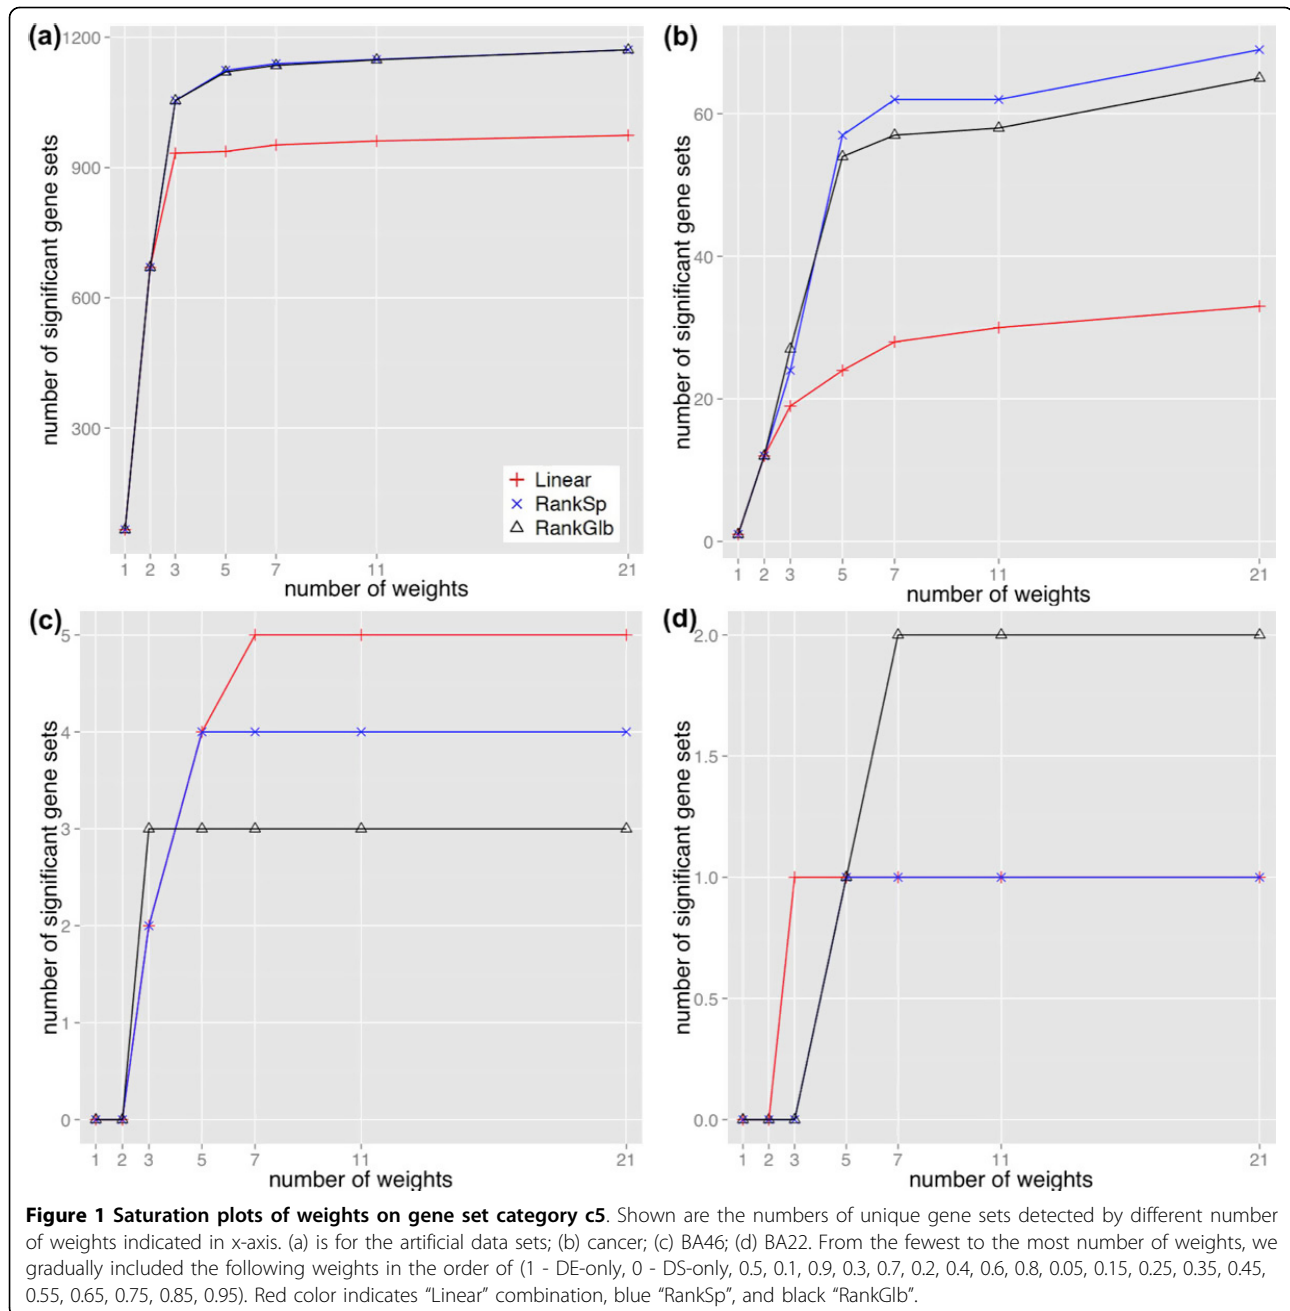 (a)
1200
900
600
300
number of significant gene sets
Linear
RankSp
RankGlb
1 2 3 5 7 11 21
number of weights
(b)
60
40
20
0
number of significant gene sets
1 2 3 5 7 11 21
number of weights
(c)
5
4
3
2
1
0
number of significant gene sets
1 2 3 5 7 11 21
number of weights
(d)
2.0
1.5
1.0
0.5
0.0
number of significant gene sets
1 2 3 5 7 11 21
number of weights
Figure 1 Saturation plots of weights on gene set category c5. Shown are the numbers of unique gene sets detected by different number
of weights indicated in x-axis. (a) is for the artificial data sets; (b) cancer; (c) BA46; (d) BA22. From the fewest to the most number of weights, we
gradually included the following weights in the order of (1 - DE-only, 0 - DS-only, 0.5, 0.1, 0.9, 0.3, 0.7, 0.2, 0.4, 0.6, 0.8, 0.05, 0.15, 0.25, 0.35, 0.45,
0.55, 0.65, 0.75, 0.85, 0.95). Red color indicates “Linear” combination, blue “RankSp”, and black “RankGlb”.